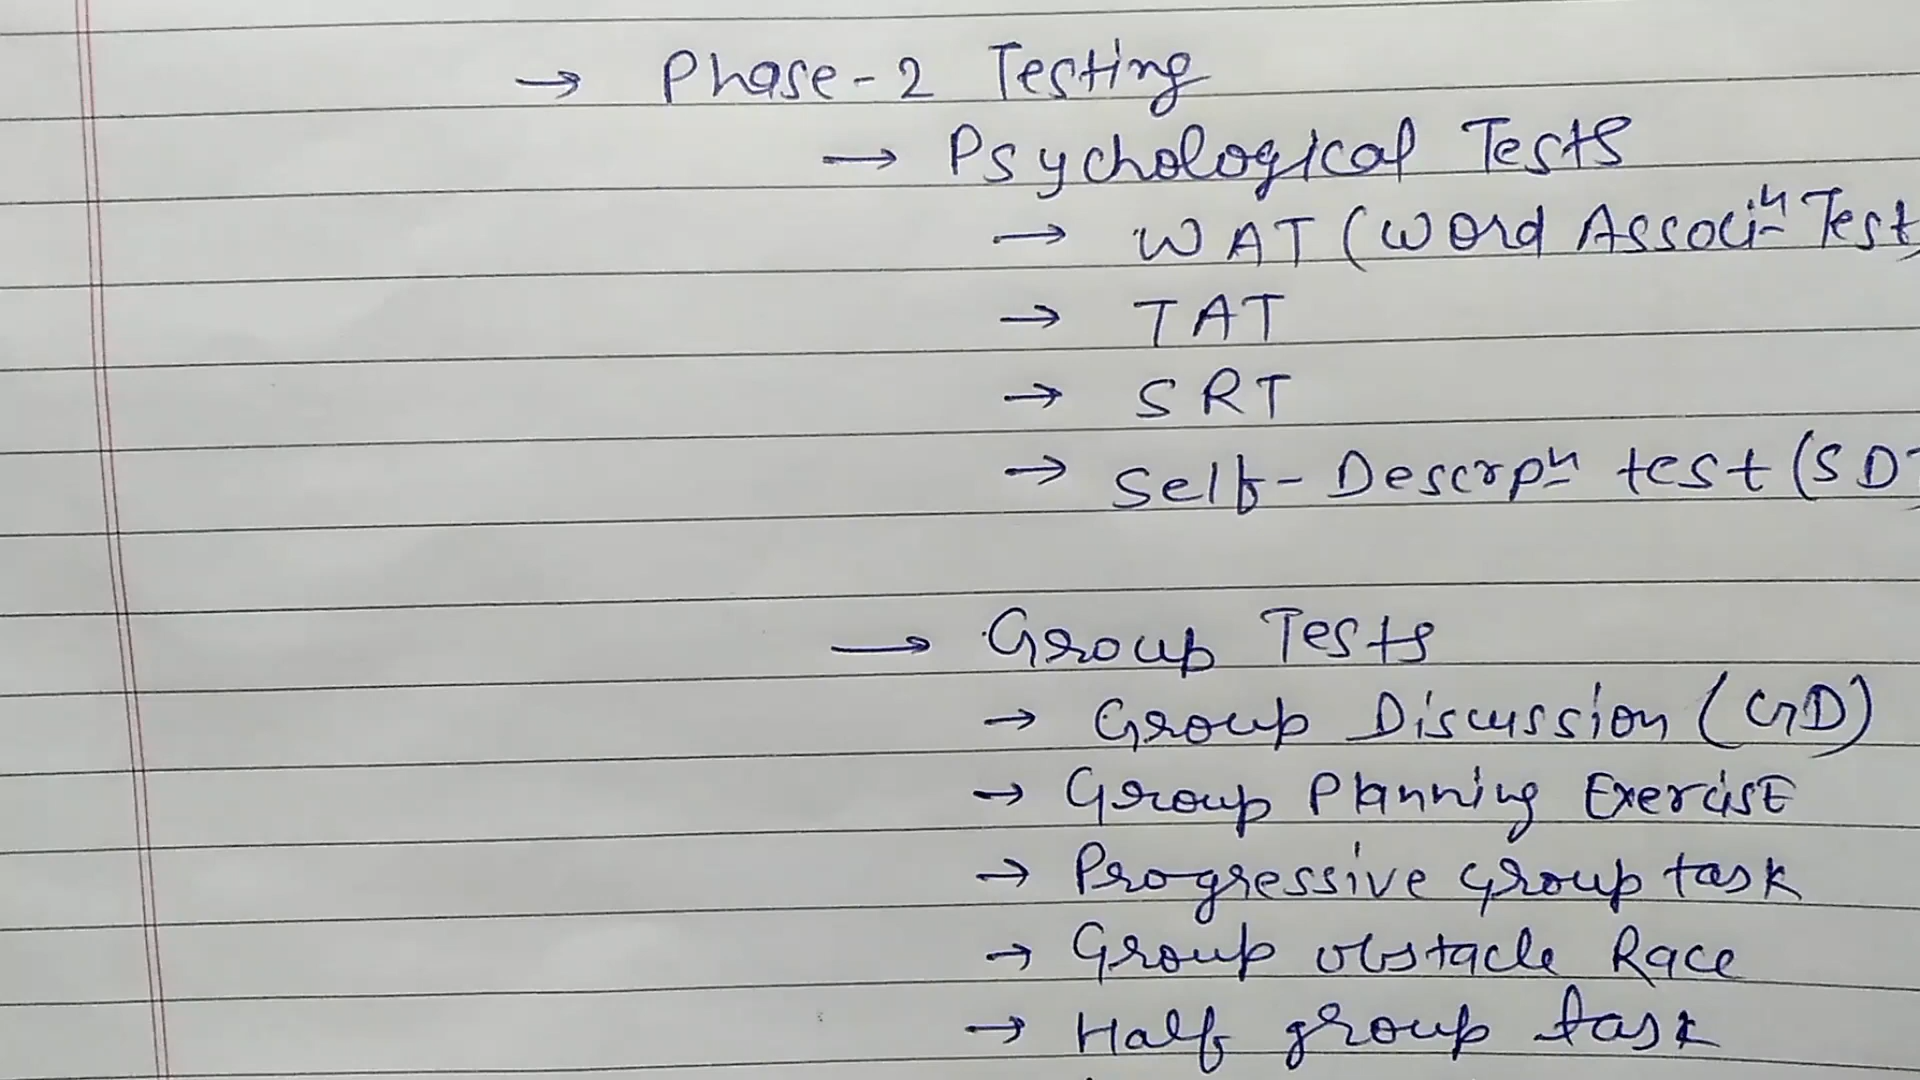 → Phase-2 Testing
→ Psychological Tests
→ WAT (Word Associⁿ Test)
→ TAT
→ SRT
→ Self-Descrpⁿ test (SDT
→ Group Tests
→ Group Discussion (GD)
→ Group Planning Exercise
→ Progressive group task
→ Group obstacle Race
→ Half group task